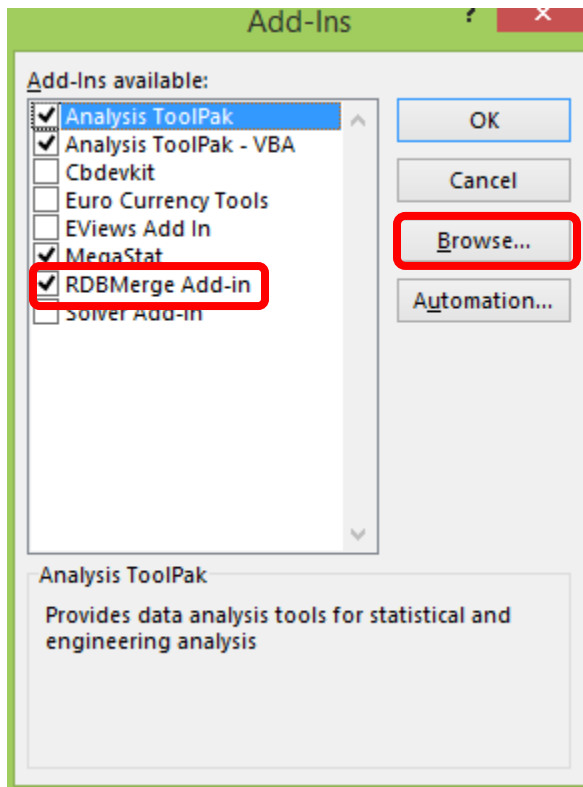 Add-Ins
?
Add-Ins available:
Analysis ToolPak
Analysis ToolPak - VBA
Cbdevkit
Euro Currency Tools
EViews Add In
MegaStat
RDBMerge Add-in
Solver Add-in
OK
Cancel
Browse...
Automation...
Analysis ToolPak
Provides data analysis tools for statistical and
engineering analysis